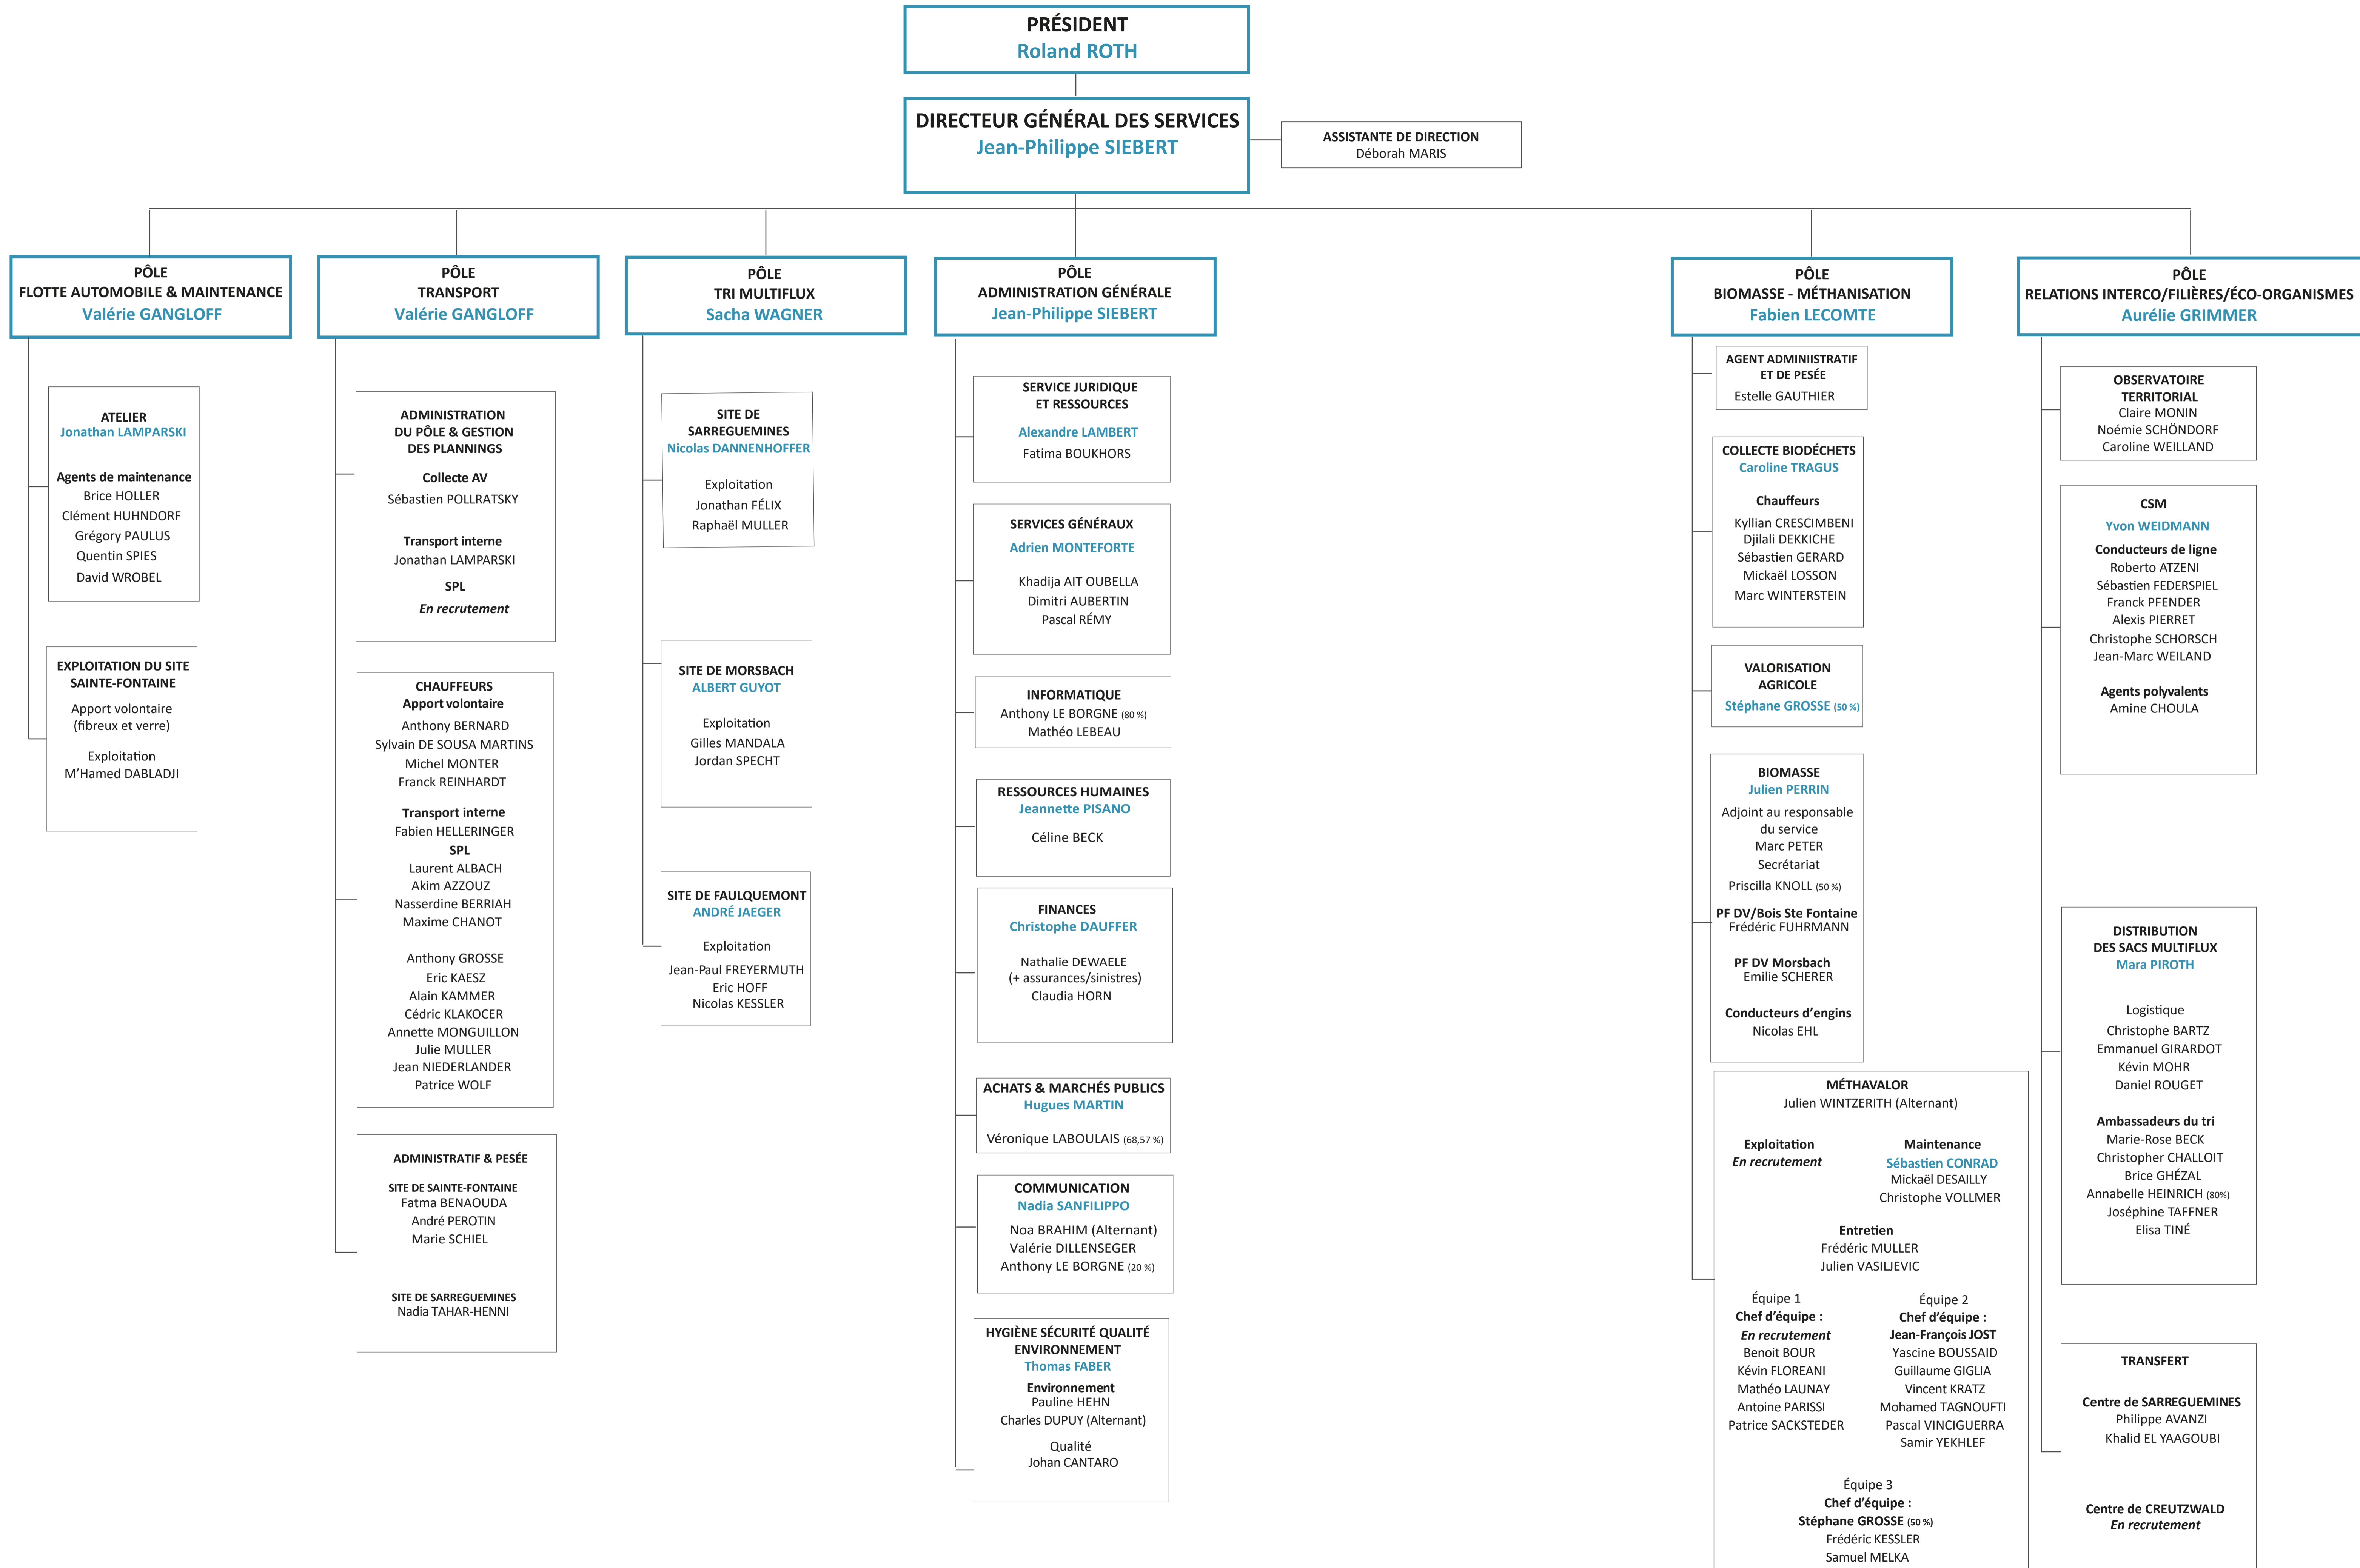 PRÉSIDENT
Roland ROTH
DIRECTEUR GÉNÉRAL DES SERVICES
Jean-Philippe SIEBERT
ASSISTANTE DE DIRECTION
Déborah MARIS
PÔLE
FLOTTE AUTOMOBILE & MAINTENANCE
Valérie GANGLOFF
ATELIER
Jonathan LAMPARSKI
Agents de maintenance
Brice HOLLER
Clément HUHNDORF
Grégory PAULUS
Quentin SPIES
David WROBEL
EXPLOITATION DU SITE
SAINTE-FONTAINE
Apport volontaire
(fibreux et verre)
Exploitation
M'Hamed DABLADJI
PÔLE
TRANSPORT
Valérie GANGLOFF
ADMINISTRATION
DU PÔLE & GESTION
DES PLANNINGS
Collecte AV
Sébastien POLLRATSKY
Transport interne
Jonathan LAMPARSKI
SPL
En recrutement
CHAUFFEURS
Apport volontaire
Anthony BERNARD
Sylvain DE SOUSA MARTINS
Michel MONTER
Franck REINHARDT
Transport interne
Fabien HELLERINGER
SPL
Laurent ALBACH
Akim AZZOUZ
Nasserdine BERRIAH
Maxime CHANOT
Anthony GROSSE
Eric KAESZ
Alain KAMMER
Cédric KLAKOCER
Annette MONGUILLON
Julie MULLER
Jean NIEDERLANDER
Patrice WOLF
ADMINISTRATIF & PESÉE
SITE DE SAINTE-FONTAINE
Fatma BENAOUDA
André PEROTIN
Marie SCHIEL
SITE DE SARREGUEMINES
Nadia TAHAR-HENNI
PÔLE
TRI MULTIFLUX
Sacha WAGNER
SITE DE
SARREGUEMINES
Nicolas DANNENHOFFER
Exploitation
Jonathan FÉLIX
Raphaël MULLER
SITE DE MORSBACH
ALBERT GUYOT
Exploitation
Gilles MANDALA
Jordan SPECHT
SITE DE FAULQUEMONT
ANDRÉ JAEGER
Exploitation
Jean-Paul FREYERMUTH
Eric HOFF
Nicolas KESSLER
PÔLE
ADMINISTRATION GÉNÉRALE
Jean-Philippe SIEBERT
SERVICE JURIDIQUE
ET RESSOURCES
Alexandre LAMBERT
Fatima BOUKHORS
SERVICES GÉNÉRAUX
Adrien MONTEFORTE
Khadija AIT OUBELLA
Dimitri AUBERTIN
Pascal RÉMY
INFORMATIQUE
Anthony LE BORGNE (80 %)
Mathéo LEBEAU
RESSOURCES HUMAINES
Jeannette PISANO
Céline BECK
FINANCES
Christophe DAUFFER
Nathalie DEWAELE
(+ assurances/sinistres)
Claudia HORN
ACHATS & MARCHÉS PUBLICS
Hugues MARTIN
Véronique LABOULAIS (68,57 %)
COMMUNICATION
Nadia SANFILIPPO
Noa BRAHIM (Alternant)
Valérie DILLENSEGER
Anthony LE BORGNE (20 %)
HYGIÈNE SÉCURITÉ QUALITÉ
ENVIRONNEMENT
Thomas FABER
Environnement
Pauline HEHN
Charles DUPUY (Alternant)
Qualité
Johan CANTARO
PÔLE
BIOMASSE - MÉTHANISATION
Fabien LECOMTE
AGENT ADMINIISTRATIF
ET DE PESÉE
Estelle GAUTHIER
COLLECTE BIODÉCHETS
Caroline TRAGUS
Chauffeurs
Kyllian CRESCIMBENI
Djilali DEKKICHE
Sébastien GERARD
Mickaël LOSSON
Marc WINTERSTEIN
VALORISATION
AGRICOLE
Stéphane GROSSE (50 %)
BIOMASSE
Julien PERRIN
Adjoint au responsable
du service
Marc PETER
Secrétariat
Priscilla KNOLL (50 %)
PF DV/Bois Ste Fontaine
Frédéric FUHRMANN
PF DV Morsbach
Emilie SCHERER
Conducteurs d'engins
Nicolas EHL
MÉTHAVALOR
Julien WINTZERITH (Alternant)
Exploitation
En recrutement
Maintenance
Sébastien CONRAD
Mickaël DESAILLY
Christophe VOLLMER
Entretien
Frédéric MULLER
Julien VASILJEVIC
Équipe 1
Chef d'équipe :
En recrutement
Benoit BOUR
Kévin FLOREANI
Mathéo LAUNAY
Antoine PARISSI
Patrice SACKSTEDER
Équipe 2
Chef d'équipe :
Jean-François JOST
Yascine BOUSSAID
Guillaume GIGLIA
Vincent KRATZ
Mohamed TAGNOUFTI
Pascal VINCIGUERRA
Samir YEKHLEF
Équipe 3
Chef d'équipe :
Stéphane GROSSE (50 %)
Frédéric KESSLER
Samuel MELKA
PÔLE
RELATIONS INTERCO/FILIÈRES/ÉCO-ORGANISMES
Aurélie GRIMMER
OBSERVATOIRE
TERRITORIAL
Claire MONIN
Noémie SCHÖNDORF
Caroline WEILLAND
CSM
Yvon WEIDMANN
Conducteurs de ligne
Roberto ATZENI
Sébastien FEDERSPIEL
Franck PFENDER
Alexis PIERRET
Christophe SCHORSCH
Jean-Marc WEILAND
Agents polyvalents
Amine CHOULA
DISTRIBUTION
DES SACS MULTIFLUX
Mara PIROTH
Logistique
Christophe BARTZ
Emmanuel GIRARDOT
Kévin MOHR
Daniel ROUGET
Ambassadeurs du tri
Marie-Rose BECK
Christopher CHALLOIT
Brice GHÉZAL
Annabelle HEINRICH (80%)
Joséphine TAFFNER
Elisa TINÉ
TRANSFERT
Centre de SARREGUEMINES
Philippe AVANZI
Khalid EL YAAGOUBI
Centre de CREUTZWALD
En recrutement